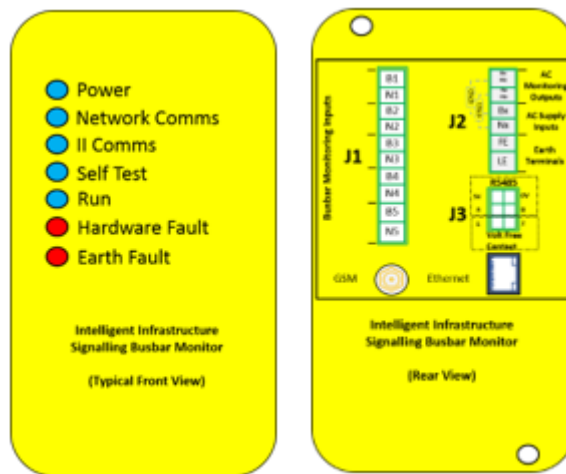 Power
Network Comms
II Comms
Self Test
Run
Hardware Fault
Earth Fault
Intelligent Infrastructure
Signalling Busbar Monitor
(Typical Front View)
Busbar Monitoring Inputs
J1
B1
N1
B2
N2
B3
N3
B4
N4
B5
N5
J2
Bx
Nx
FE
LE
AC
Monitoring
Outputs
AC Supply
Inputs
Earth
Terminals
RS485
J3
Volt Free
Contact
GSM
Ethernet
Intelligent Infrastructure
Signalling Busbar Monitor
(Rear View)